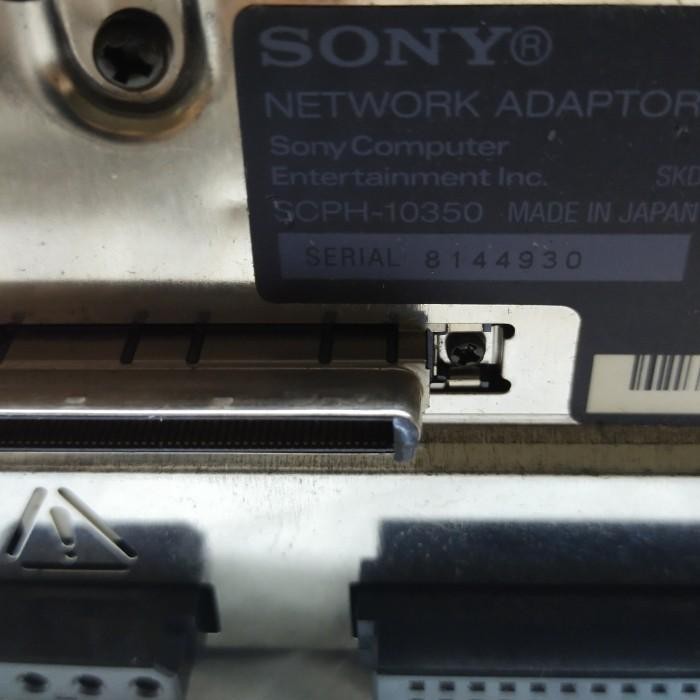 SONY®
NETWORK ADAPTOR
Sony Computer
Entertainment Inc. SKD
SCPH-10350 MADE IN JAPAN
SERIAL 8144930